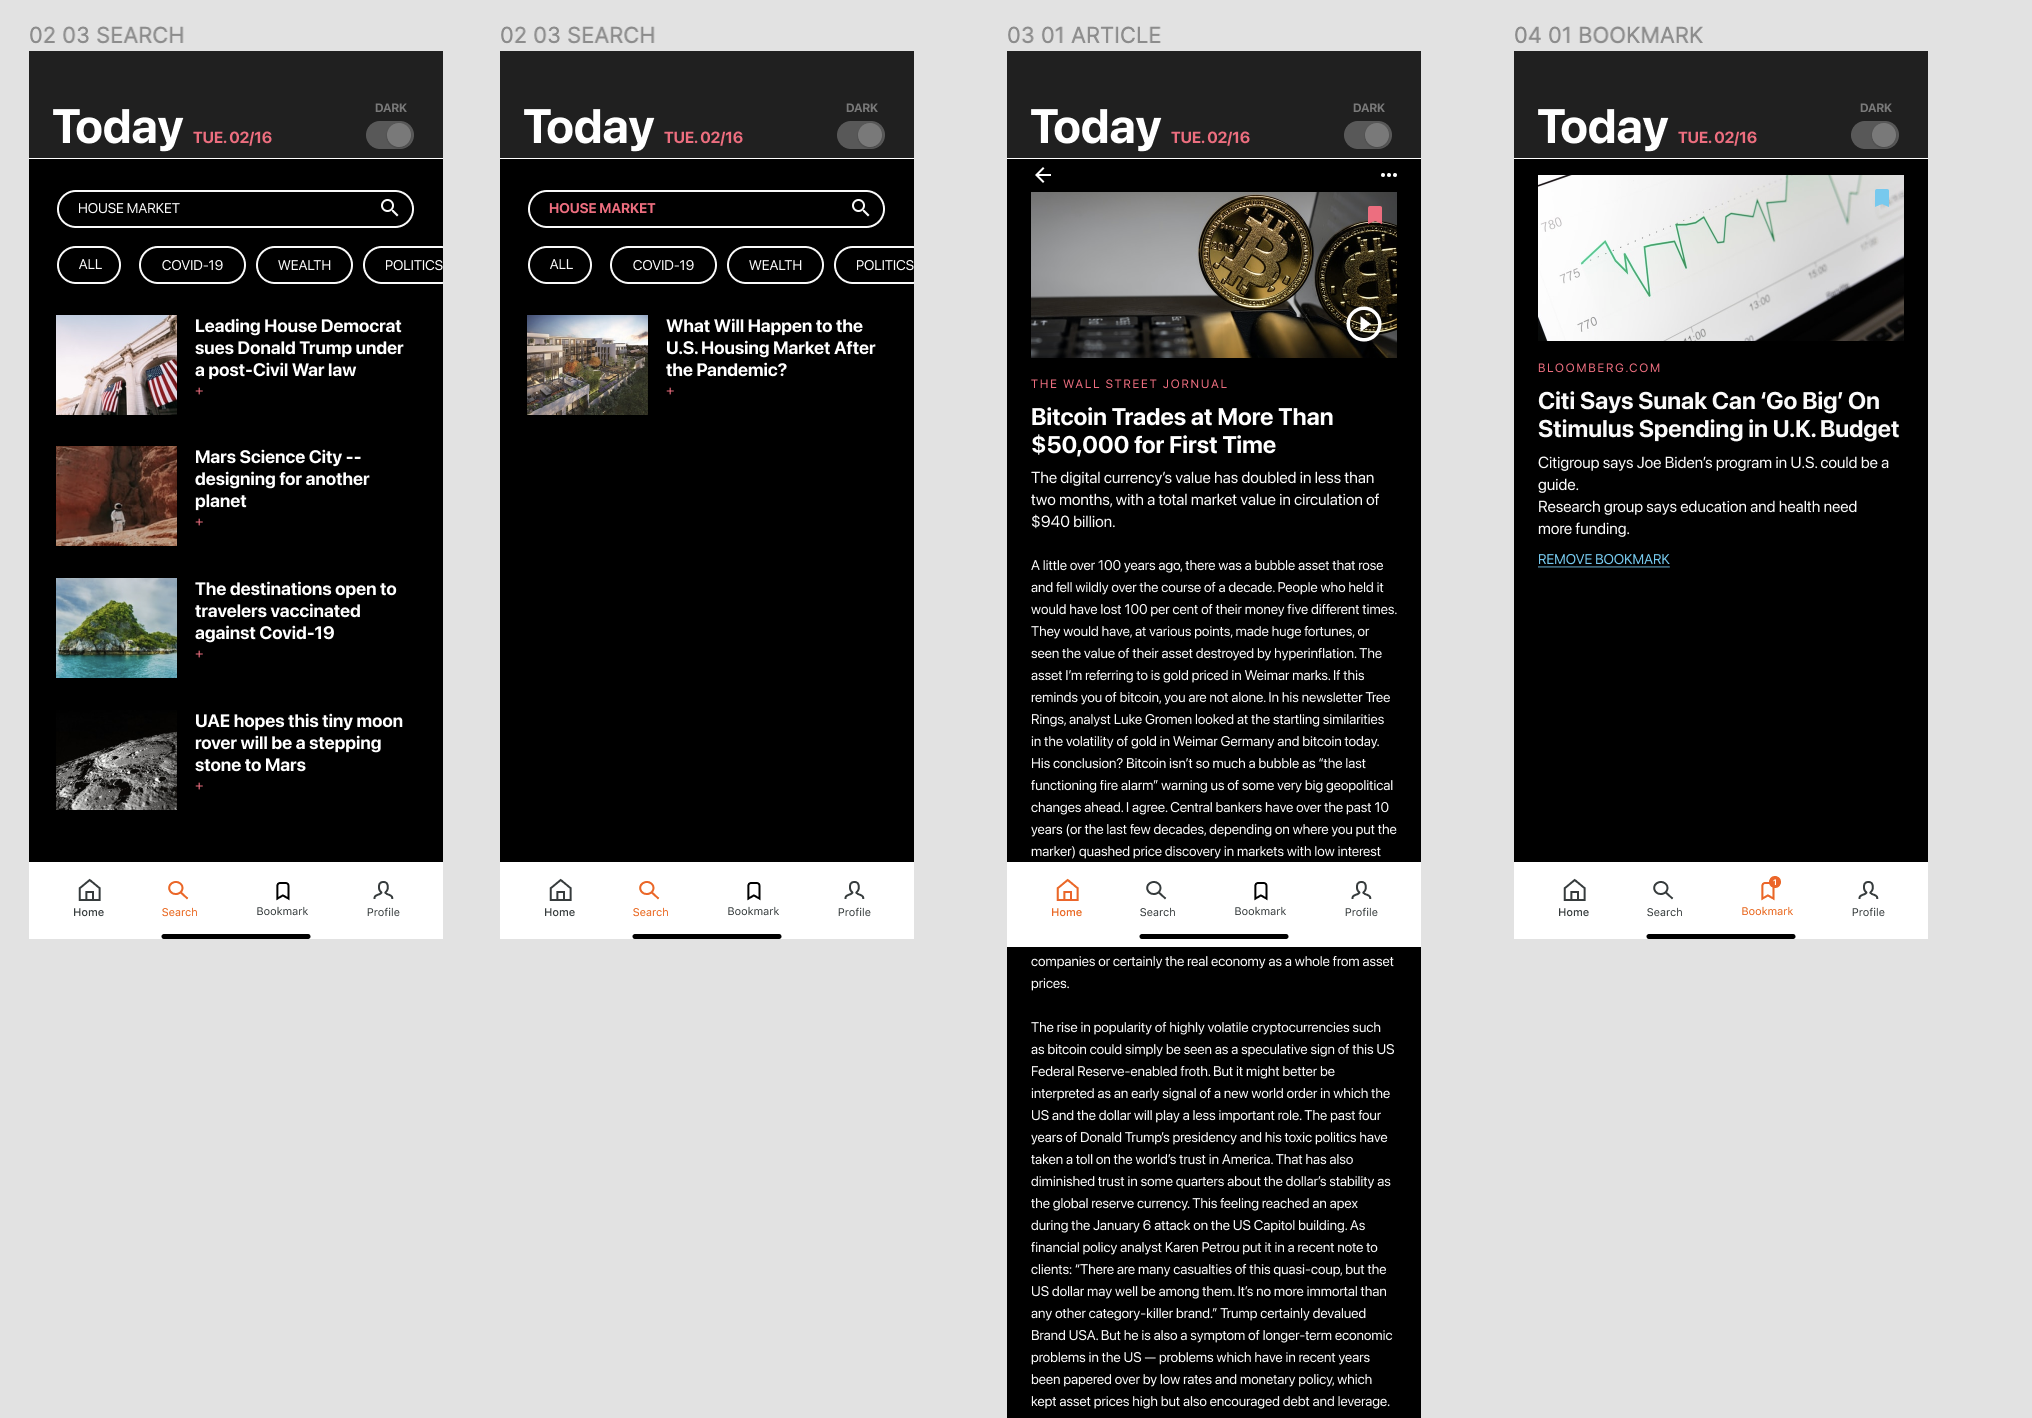 02 03 SEARCH
Today TUE. 02/16
DARK
HOUSE MARKET
ALL
COVID-19
WEALTH
POLITICS
Leading House Democrat
sues Donald Trump under
a post-Civil War law
+
Mars Science City --
designing for another
planet
+
The destinations open to
travelers vaccinated
against Covid-19
+
UAE hopes this tiny moon
rover will be a stepping
stone to Mars
+
Home
Search
Bookmark
Profile
02 03 SEARCH
Today TUE. 02/16
DARK
HOUSE MARKET
ALL
COVID-19
WEALTH
POLITICS
What Will Happen to the
U.S. Housing Market After
the Pandemic?
+
Home
Search
Bookmark
Profile
03 01 ARTICLE
Today TUE. 02/16
DARK
THE WALL STREET JORNUAL
Bitcoin Trades at More Than
$50,000 for First Time
The digital currency’s value has doubled in less than
two months, with a total market value in circulation of
$940 billion.
A little over 100 years ago, there was a bubble asset that rose
and fell wildly over the course of a decade. People who held it
would have lost 100 per cent of their money five different times.
They would have, at various points, made huge fortunes, or
seen the value of their asset destroyed by hyperinflation. The
asset I’m referring to is gold priced in Weimar marks. If this
reminds you of bitcoin, you are not alone. In his newsletter Tree
Rings, analyst Luke Gromen looked at the startling similarities
in the volatility of gold in Weimar Germany and bitcoin today.
His conclusion? Bitcoin isn’t so much a bubble as “the last
functioning fire alarm” warning us of some very big geopolitical
changes ahead. I agree. Central bankers have over the past 10
years (or the last few decades, depending on where you put the
marker) quashed price discovery in markets with low interest
Home
Search
Bookmark
Profile
companies or certainly the real economy as a whole from asset
prices.
The rise in popularity of highly volatile cryptocurrencies such
as bitcoin could simply be seen as a speculative sign of this US
Federal Reserve-enabled froth. But it might better be
interpreted as an early signal of a new world order in which the
US and the dollar will play a less important role. The past four
years of Donald Trump’s presidency and his toxic politics have
taken a toll on the world’s trust in America. That has also
diminished trust in some quarters about the dollar’s stability as
the global reserve currency. This feeling reached an apex
during the January 6 attack on the US Capitol building. As
financial policy analyst Karen Petrou put it in a recent note to
clients: “There are many casualties of this quasi-coup, but the
US dollar may well be among them. It’s no more immortal than
any other category-killer brand.” Trump certainly devalued
Brand USA. But he is also a symptom of longer-term economic
problems in the US — problems which have in recent years
been papered over by low rates and monetary policy, which
kept asset prices high but also encouraged debt and leverage.
04 01 BOOKMARK
Today TUE. 02/16
DARK
780
775
770
11:00
13:00
15:00
BLOOMBERG.COM
Citi Says Sunak Can ‘Go Big’ On
Stimulus Spending in U.K. Budget
Citigroup says Joe Biden’s program in U.S. could be a
guide.
Research group says education and health need
more funding.
REMOVE BOOKMARK
Home
Search
1
Bookmark
Profile